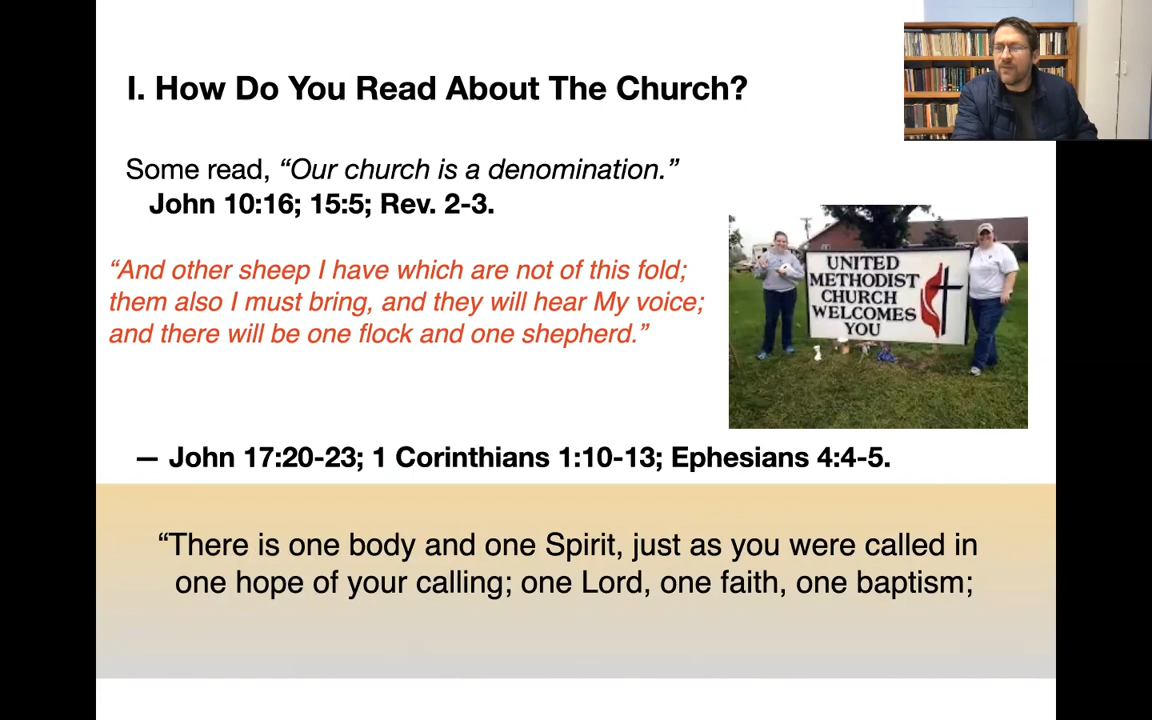 I. How Do You Read About The Church?
Some read, “Our church is a denomination.”
John 10:16; 15:5; Rev. 2-3.
“And other sheep I have which are not of this fold;
them also I must bring, and they will hear My voice;
and there will be one flock and one shepherd.”
UNITED
METHODIST
CHURCH
WELCOMES
YOU
— John 17:20-23; 1 Corinthians 1:10-13; Ephesians 4:4-5.
“There is one body and one Spirit, just as you were called in
one hope of your calling; one Lord, one faith, one baptism;